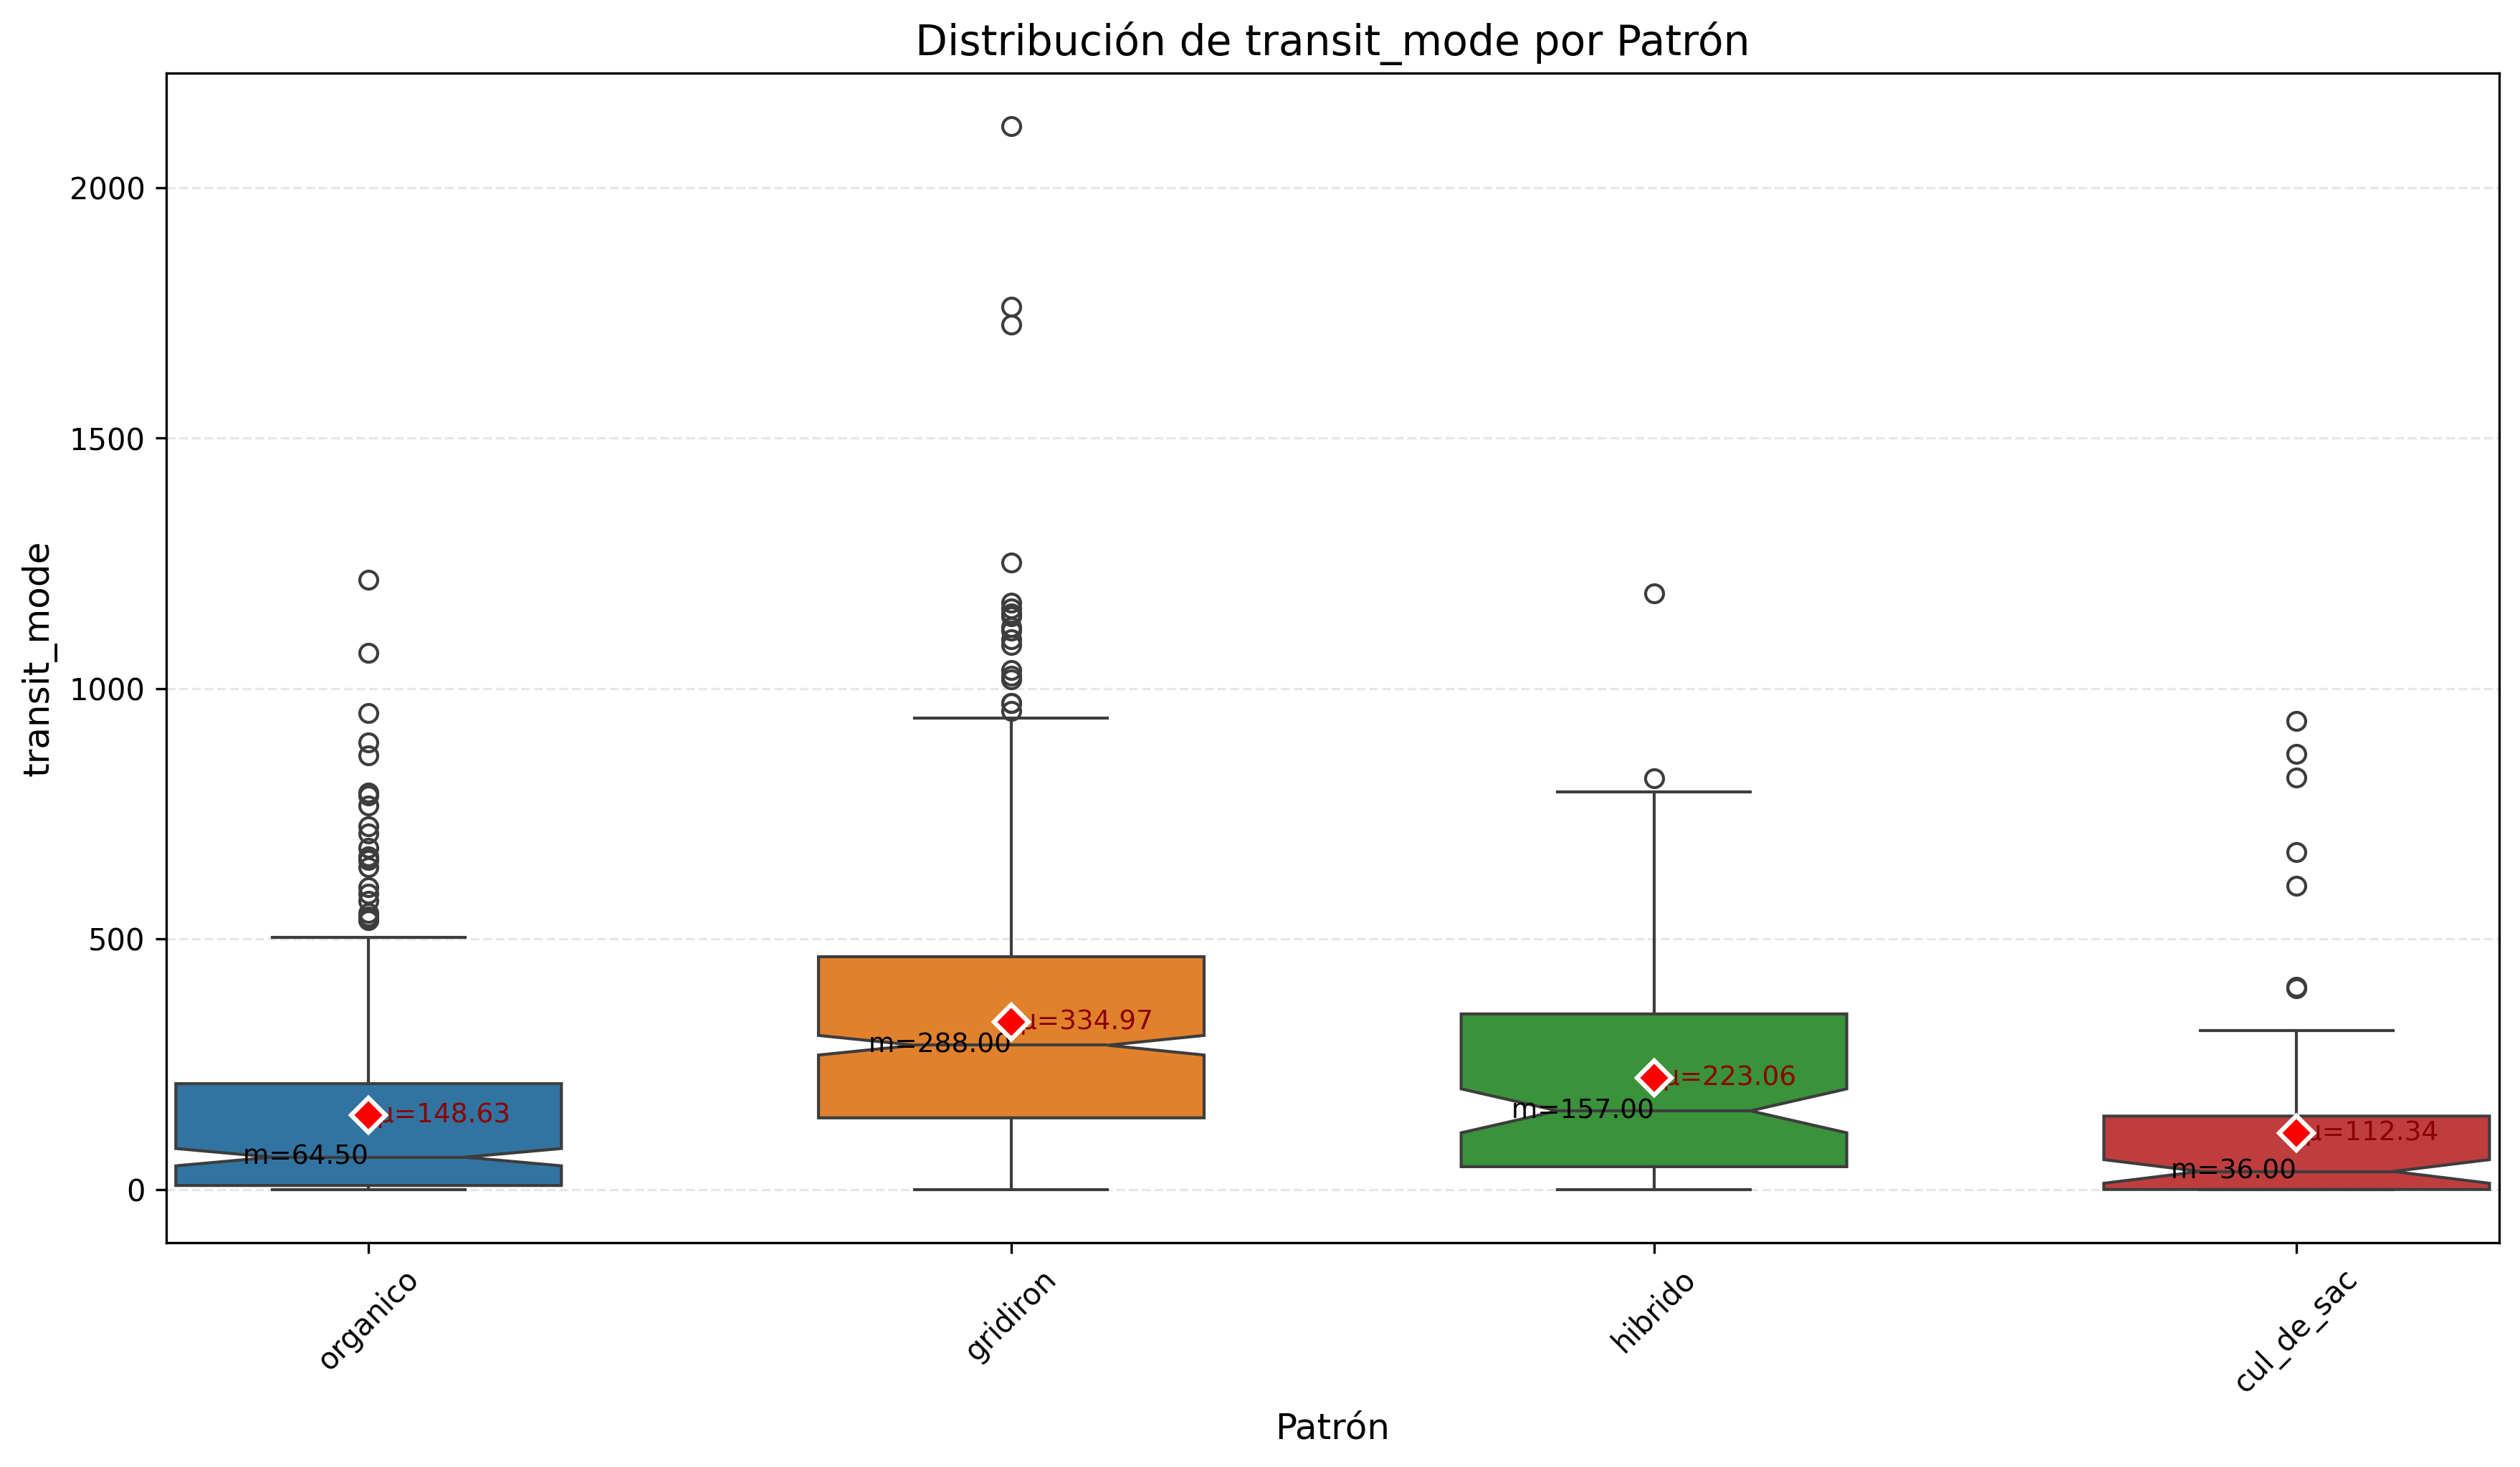 Distribución de transit_mode por Patrón
transit_mode
2000
1500
1000
500
0
m=64.50
μ=148.63
m=288.00
μ=334.97
m=157.00
μ=223.06
m=36.00
μ=112.34
organico
gridiron
hibrido
cul_de_sac
Patrón